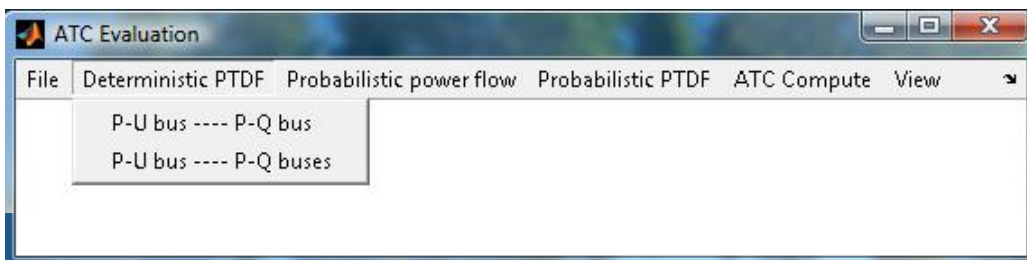 ATC Evaluation
File Deterministic PTDF Probabilistic power flow Probabilistic PTDF ATC Compute View
P-U bus ---- P-Q bus
P-U bus ---- P-Q buses